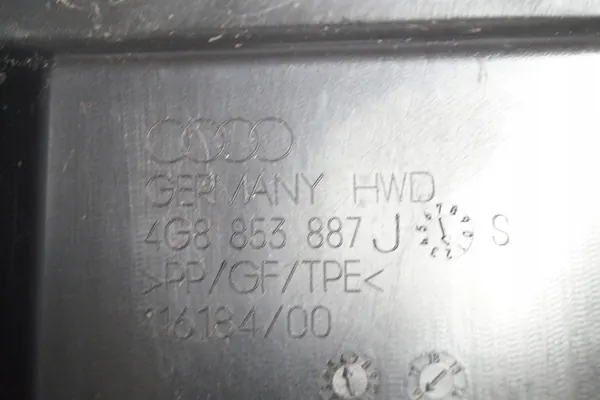 GERMANY HWD
4G8 853 887 J S
>PP/GF/TPE<
116184/00